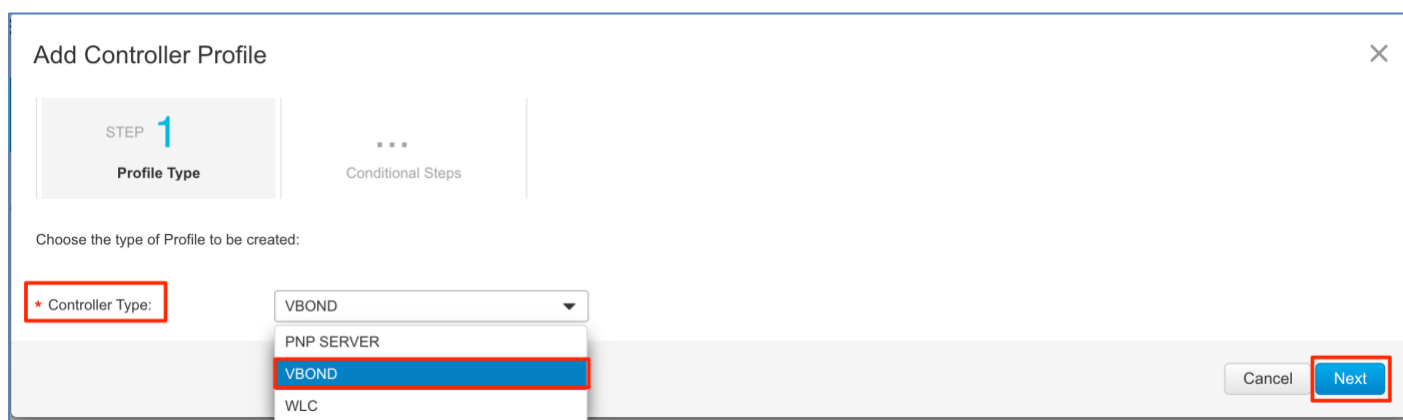 Add Controller Profile
STEP 1
Profile Type
...
Conditional Steps
Choose the type of Profile to be created:
* Controller Type:
VBOND
PNP SERVER
VBOND
WLC
Cancel
Next